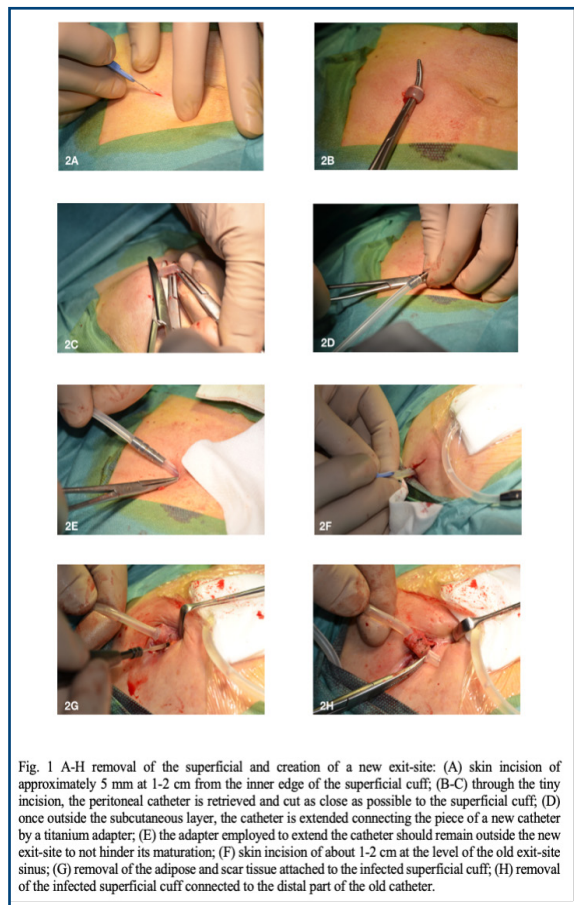 2A
2B
2C
2D
2E
2F
2G
2H
Fig. 1 A-H removal of the superficial and creation of a new exit-site: (A) skin incision of
approximately 5 mm at 1-2 cm from the inner edge of the superficial cuff; (B-C) through the tiny
incision, the peritoneal catheter is retrieved and cut as close as possible to the superficial cuff; (D)
once outside the subcutaneous layer, the catheter is extended connecting the piece of a new catheter
by a titanium adapter; (E) the adapter employed to extend the catheter should remain outside the new
exit-site to not hinder its maturation; (F) skin incision of about 1-2 cm at the level of the old exit-site
sinus; (G) removal of the adipose and scar tissue attached to the infected superficial cuff; (H) removal
of the infected superficial cuff connected to the distal part of the old catheter.